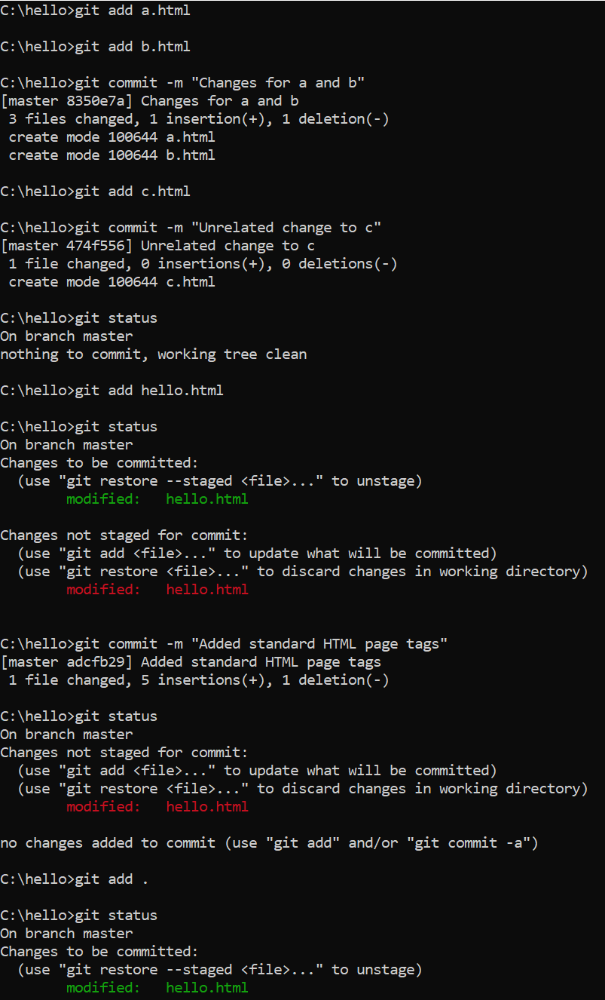 C:\hello>git add a.html
C:\hello>git add b.html
C:\hello>git commit -m "Changes for a and b"
[master 8350e7a] Changes for a and b
 3 files changed, 1 insertion(+), 1 deletion(-)
 create mode 100644 a.html
 create mode 100644 b.html
C:\hello>git add c.html
C:\hello>git commit -m "Unrelated change to c"
[master 474f556] Unrelated change to c
 1 file changed, 0 insertions(+), 0 deletions(-)
 create mode 100644 c.html
C:\hello>git status
On branch master
nothing to commit, working tree clean
C:\hello>git add hello.html
C:\hello>git status
On branch master
Changes to be committed:
  (use "git restore --staged <file>..." to unstage)
        modified:   hello.html
Changes not staged for commit:
  (use "git add <file>..." to update what will be committed)
  (use "git restore <file>..." to discard changes in working directory)
        modified:   hello.html
C:\hello>git commit -m "Added standard HTML page tags"
[master adcfb29] Added standard HTML page tags
 1 file changed, 5 insertions(+), 1 deletion(-)
C:\hello>git status
On branch master
Changes not staged for commit:
  (use "git add <file>..." to update what will be committed)
  (use "git restore <file>..." to discard changes in working directory)
        modified:   hello.html
no changes added to commit (use "git add" and/or "git commit -a")
C:\hello>git add .
C:\hello>git status
On branch master
Changes to be committed:
  (use "git restore --staged <file>..." to unstage)
        modified:   hello.html